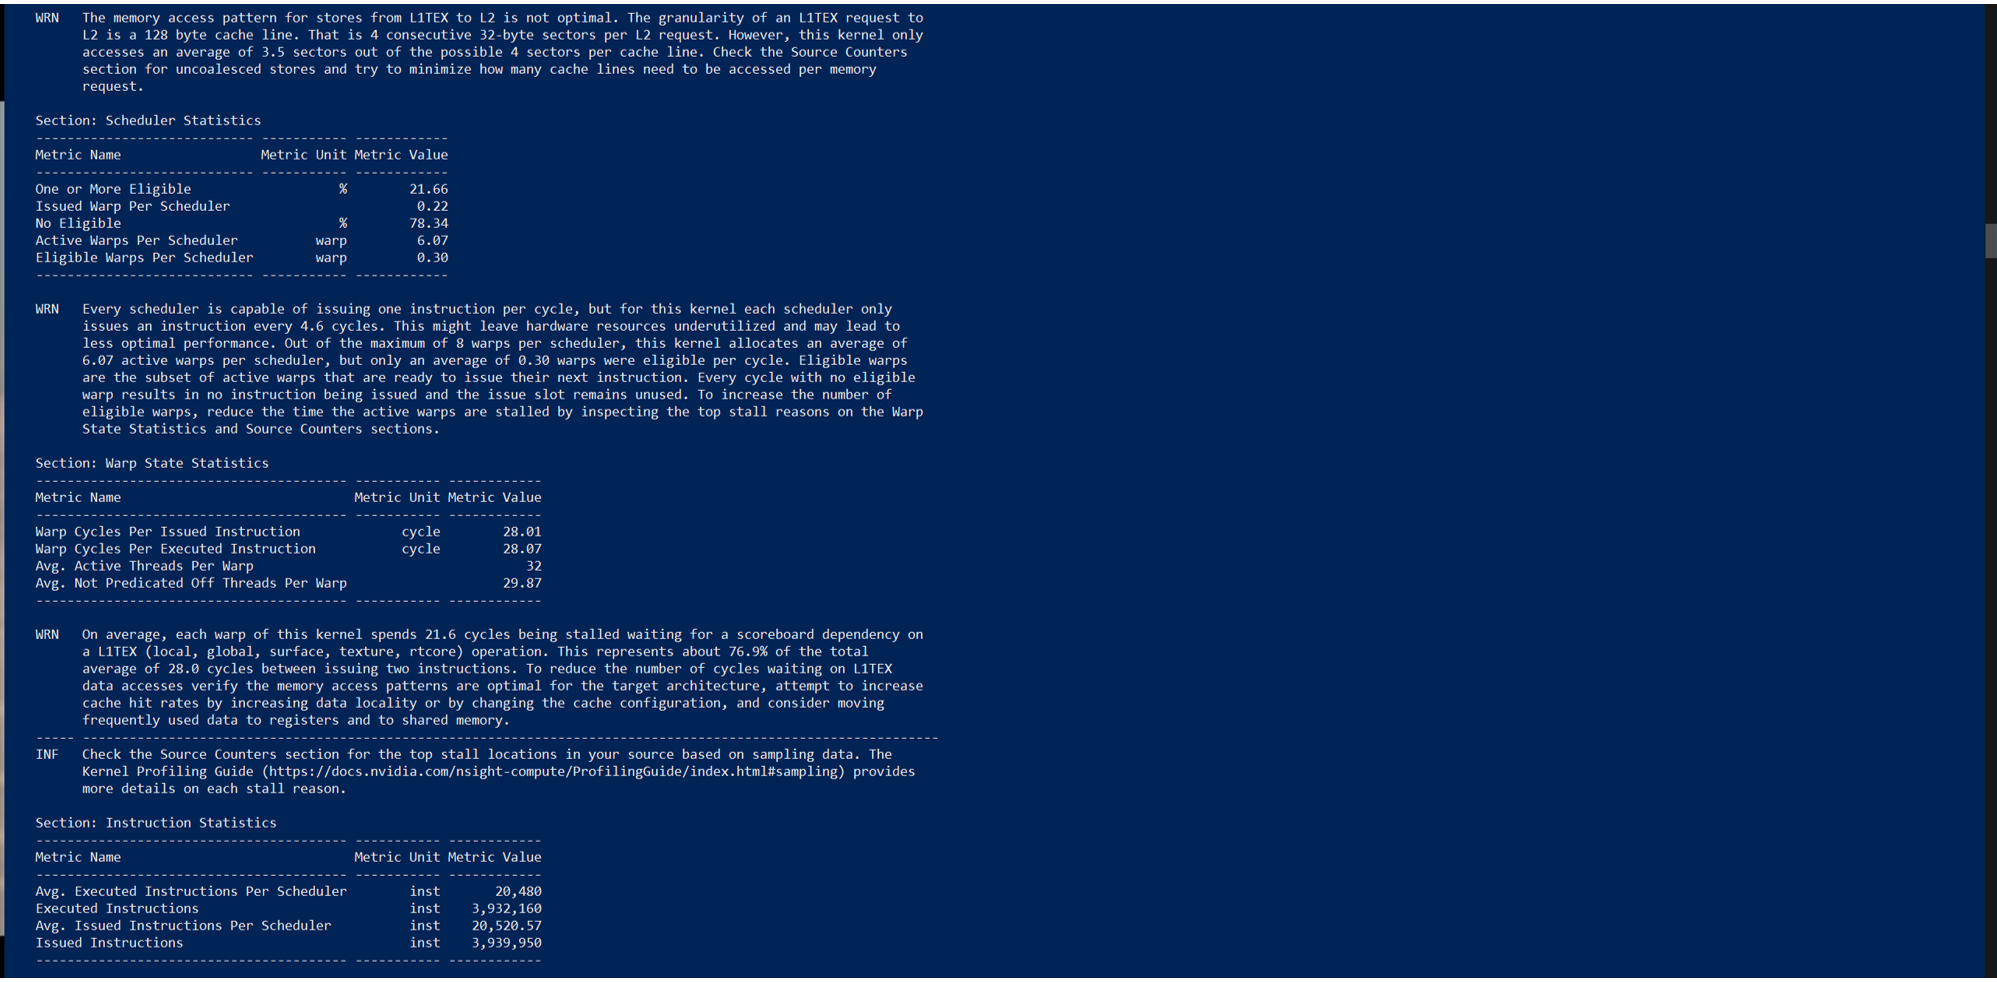 WRN   The memory access pattern for stores from L1TEX to L2 is not optimal. The granularity of an L1TEX request to
      L2 is a 128 byte cache line. That is 4 consecutive 32-byte sectors per L2 request. However, this kernel only
      accesses an average of 3.5 sectors out of the possible 4 sectors per cache line. Check the Source Counters
      section for uncoalesced stores and try to minimize how many cache lines need to be accessed per memory
      request.

Section: Scheduler Statistics
---------------------------- ----------- ------------
Metric Name                  Metric Unit Metric Value
---------------------------- ----------- ------------
One or More Eligible                   %        21.66
Issued Warp Per Scheduler                        0.22
No Eligible                            %        78.34
Active Warps Per Scheduler          warp         6.07
Eligible Warps Per Scheduler        warp         0.30
---------------------------- ----------- ------------

WRN   Every scheduler is capable of issuing one instruction per cycle, but for this kernel each scheduler only
      issues an instruction every 4.6 cycles. This might leave hardware resources underutilized and may lead to
      less optimal performance. Out of the maximum of 8 warps per scheduler, this kernel allocates an average of
      6.07 active warps per scheduler, but only an average of 0.30 warps were eligible per cycle. Eligible warps
      are the subset of active warps that are ready to issue their next instruction. Every cycle with no eligible
      warp results in no instruction being issued and the issue slot remains unused. To increase the number of
      eligible warps, reduce the time the active warps are stalled by inspecting the top stall reasons on the Warp
      State Statistics and Source Counters sections.

Section: Warp State Statistics
---------------------------------------- ----------- ------------
Metric Name                              Metric Unit Metric Value
---------------------------------------- ----------- ------------
Warp Cycles Per Issued Instruction             cycle        28.01
Warp Cycles Per Executed Instruction           cycle        28.07
Avg. Active Threads Per Warp                                   32
Avg. Not Predicated Off Threads Per Warp                    29.87
---------------------------------------- ----------- ------------

WRN   On average, each warp of this kernel spends 21.6 cycles being stalled waiting for a scoreboard dependency on
      a L1TEX (local, global, surface, texture, rtcore) operation. This represents about 76.9% of the total
      average of 28.0 cycles between issuing two instructions. To reduce the number of cycles waiting on L1TEX
      data accesses verify the memory access patterns are optimal for the target architecture, attempt to increase
      cache hit rates by increasing data locality or by changing the cache configuration, and consider moving
      frequently used data to registers and to shared memory.
----- --------------------------------------------------------------------------------------------------------------
INF   Check the Source Counters section for the top stall locations in your source based on sampling data. The
      Kernel Profiling Guide (https://docs.nvidia.com/nsight-compute/ProfilingGuide/index.html#sampling) provides
      more details on each stall reason.

Section: Instruction Statistics
---------------------------------------- ----------- ------------
Metric Name                              Metric Unit Metric Value
---------------------------------------- ----------- ------------
Avg. Executed Instructions Per Scheduler        inst       20,480
Executed Instructions                           inst    3,932,160
Avg. Issued Instructions Per Scheduler          inst    20,520.57
Issued Instructions                             inst    3,939,950
---------------------------------------- ----------- ------------